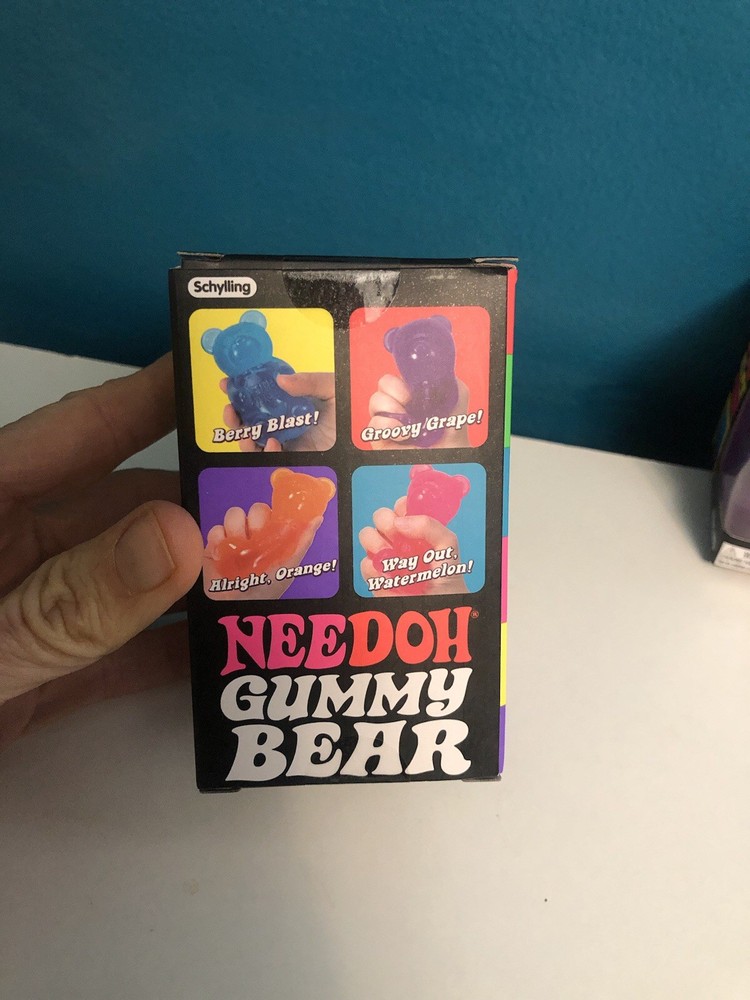 Schylling
Berry Blast!
Groovy Grape!
Alright, Orange!
Way Out,
Watermelon!
NEEDOH®
GUMMY
BEAR